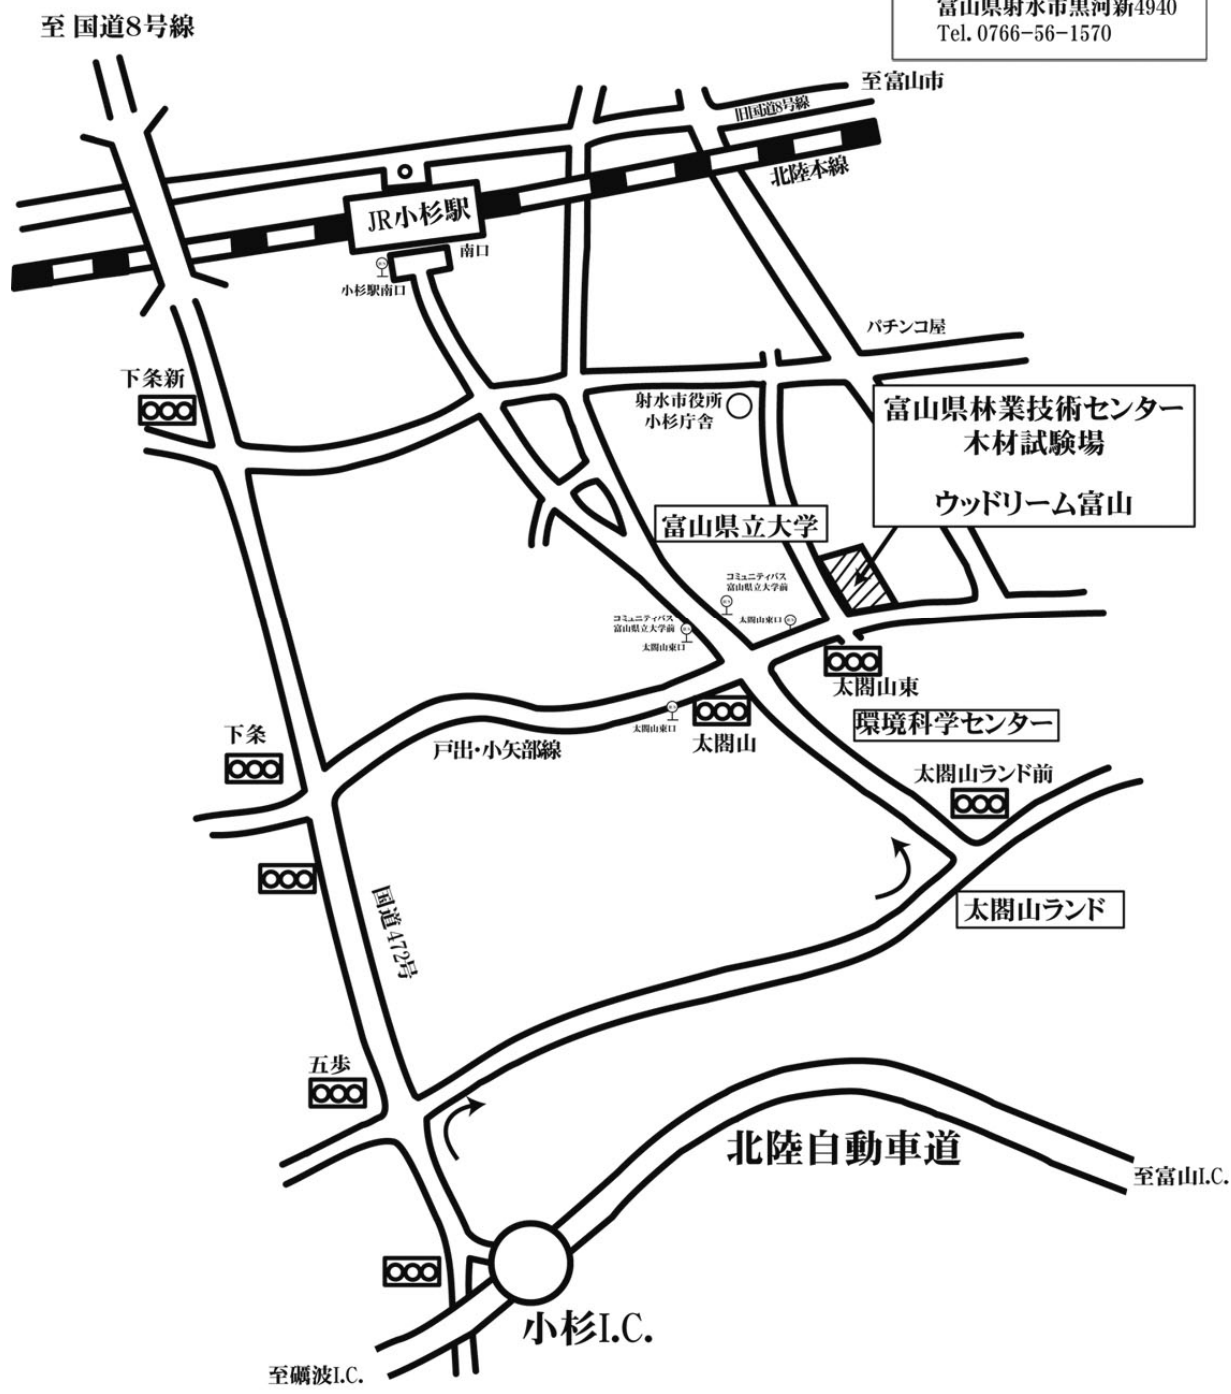 富山県射水市黒河新4940
Tel. 0766-56-1570
至 国道8号線
至富山市
旧国道8号線
北陸本線
JR小杉駅
南口
小杉駅南口
パチンコ屋
下条新
射水市役所
小杉庁舎
富山県林業技術センター
木材試験場
ウッドリーム富山
富山県立大学
コミュニティバス
富山県立大学前
コミュニティバス
富山県立大学前
太閤山東口
太閤山東口
太閤山東
太閤山東口
太閤山
環境科学センター
下条
戸出・小矢部線
太閤山ランド前
国道472号
太閤山ランド
五歩
北陸自動車道
至富山I.C.
小杉I.C.
至礪波I.C.